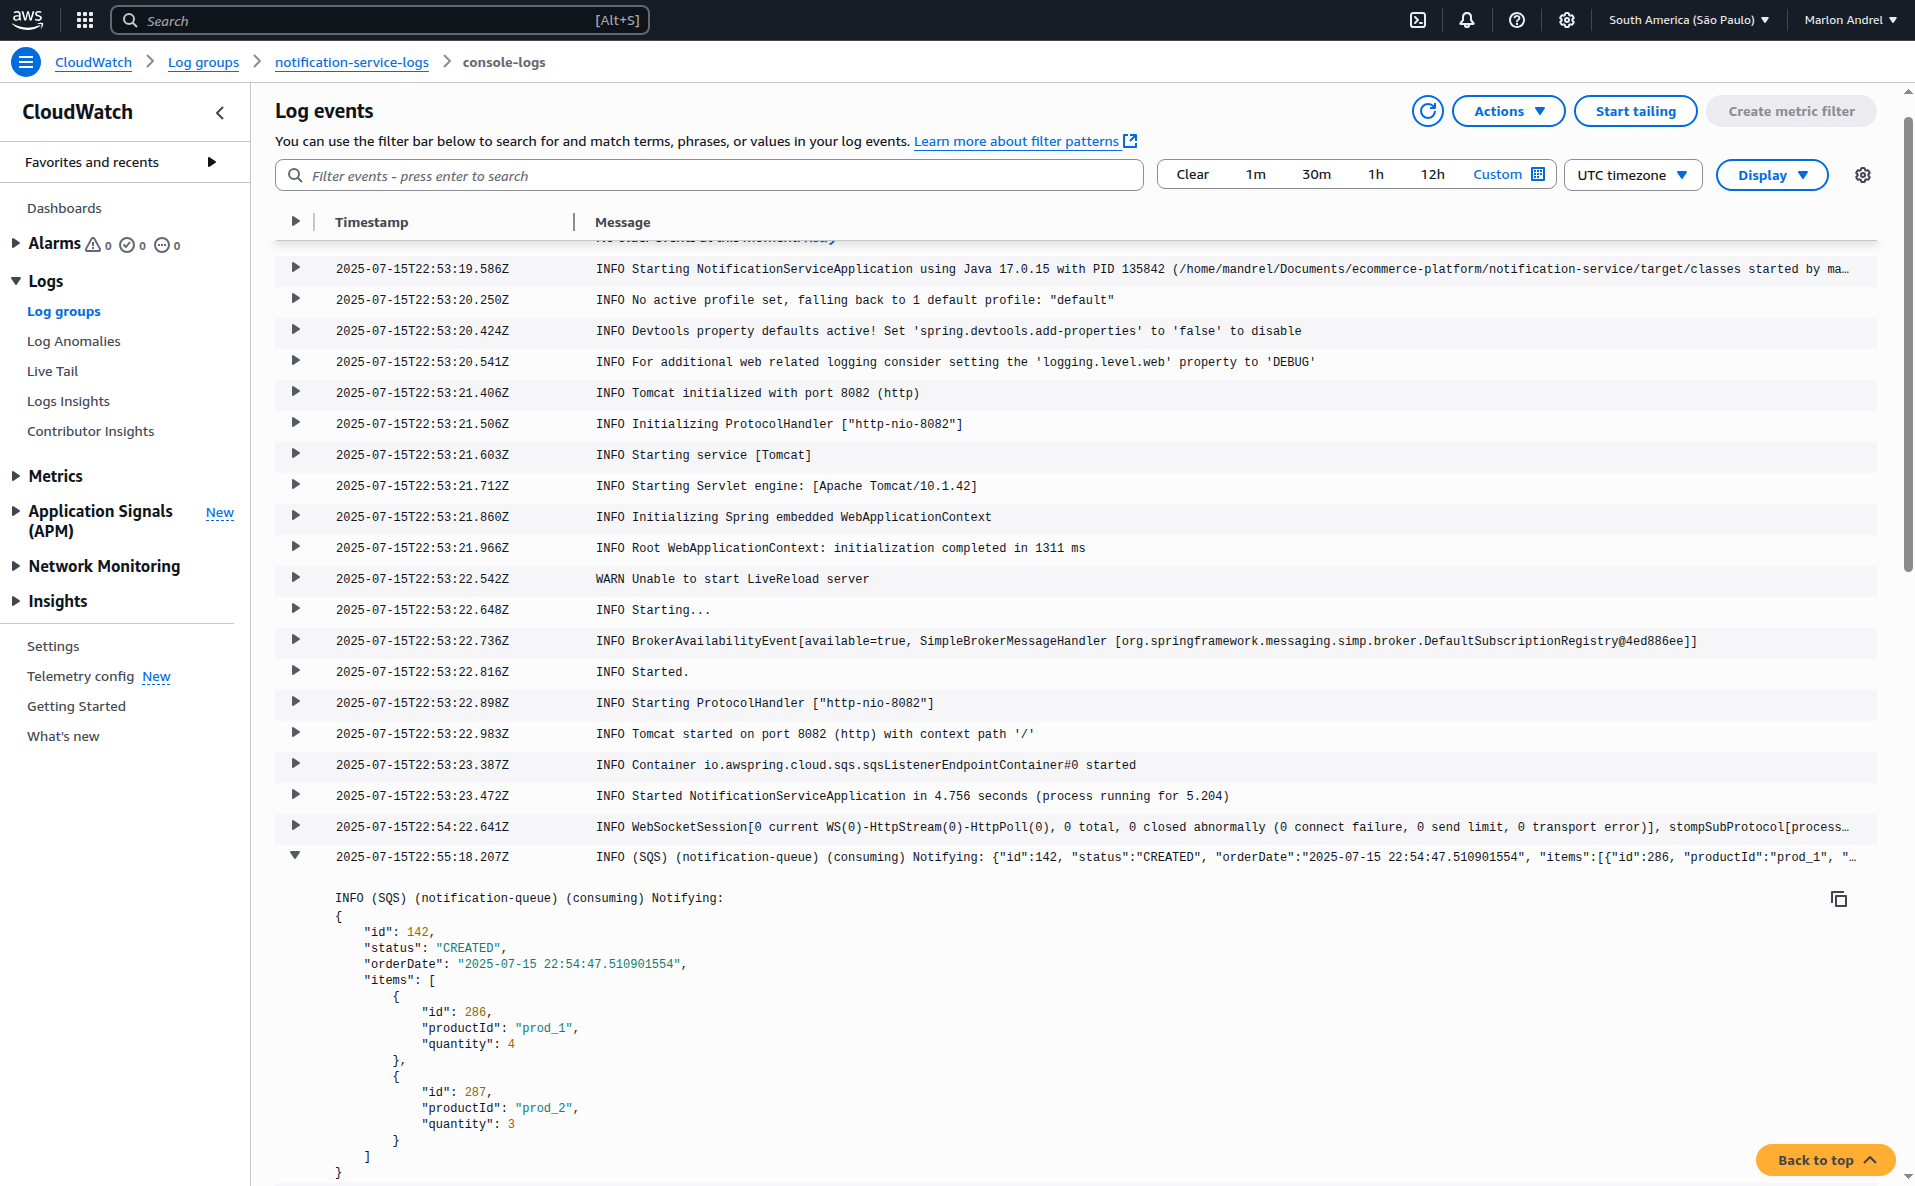 aws
Search [Alt+S]
South America (São Paulo)
Marlon Andrel
CloudWatch
Log groups
notification-service-logs
console-logs
CloudWatch
Favorites and recents
Dashboards
Alarms 0 0 0
Logs
Log groups
Log Anomalies
Live Tail
Logs Insights
Contributor Insights
Metrics
Application Signals (APM) New
Network Monitoring
Insights
Settings
Telemetry config New
Getting Started
What's new
Log events
Actions
Start tailing
Create metric filter
You can use the filter bar below to search for and match terms, phrases, or values in your log events. Learn more about filter patterns
Filter events - press enter to search
Clear 1m 30m 1h 12h Custom
UTC timezone
Display
Timestamp Message
No older events at this moment. Retry
2025-07-15T22:53:19.586Z INFO Starting NotificationServiceApplication using Java 17.0.15 with PID 135842 (/home/mandrel/Documents/ecommerce-platform/notification-service/target/classes started by ma…
2025-07-15T22:53:20.250Z INFO No active profile set, falling back to 1 default profile: "default"
2025-07-15T22:53:20.424Z INFO Devtools property defaults active! Set 'spring.devtools.add-properties' to 'false' to disable
2025-07-15T22:53:20.541Z INFO For additional web related logging consider setting the 'logging.level.web' property to 'DEBUG'
2025-07-15T22:53:21.406Z INFO Tomcat initialized with port 8082 (http)
2025-07-15T22:53:21.506Z INFO Initializing ProtocolHandler ["http-nio-8082"]
2025-07-15T22:53:21.603Z INFO Starting service [Tomcat]
2025-07-15T22:53:21.712Z INFO Starting Servlet engine: [Apache Tomcat/10.1.42]
2025-07-15T22:53:21.860Z INFO Initializing Spring embedded WebApplicationContext
2025-07-15T22:53:21.966Z INFO Root WebApplicationContext: initialization completed in 1311 ms
2025-07-15T22:53:22.542Z WARN Unable to start LiveReload server
2025-07-15T22:53:22.648Z INFO Starting...
2025-07-15T22:53:22.736Z INFO BrokerAvailabilityEvent[available=true, SimpleBrokerMessageHandler [org.springframework.messaging.simp.broker.DefaultSubscriptionRegistry@4ed886ee]]
2025-07-15T22:53:22.816Z INFO Started.
2025-07-15T22:53:22.898Z INFO Starting ProtocolHandler ["http-nio-8082"]
2025-07-15T22:53:22.983Z INFO Tomcat started on port 8082 (http) with context path '/'
2025-07-15T22:53:23.387Z INFO Container io.awspring.cloud.sqs.sqsListenerEndpointContainer#0 started
2025-07-15T22:53:23.472Z INFO Started NotificationServiceApplication in 4.756 seconds (process running for 5.204)
2025-07-15T22:54:22.641Z INFO WebSocketSession[0 current WS(0)-HttpStream(0)-HttpPoll(0), 0 total, 0 closed abnormally (0 connect failure, 0 send limit, 0 transport error)], stompSubProtocol[process…
2025-07-15T22:55:18.207Z INFO (SQS) (notification-queue) (consuming) Notifying: {"id":142, "status":"CREATED", "orderDate":"2025-07-15 22:54:47.510901554", "items":[{"id":286, "productId":"prod_1", "…
INFO (SQS) (notification-queue) (consuming) Notifying:
{
"id": 142,
"status": "CREATED",
"orderDate": "2025-07-15 22:54:47.510901554",
"items": [
{
"id": 286,
"productId": "prod_1",
"quantity": 4
},
{
"id": 287,
"productId": "prod_2",
"quantity": 3
}
]
}
Back to top